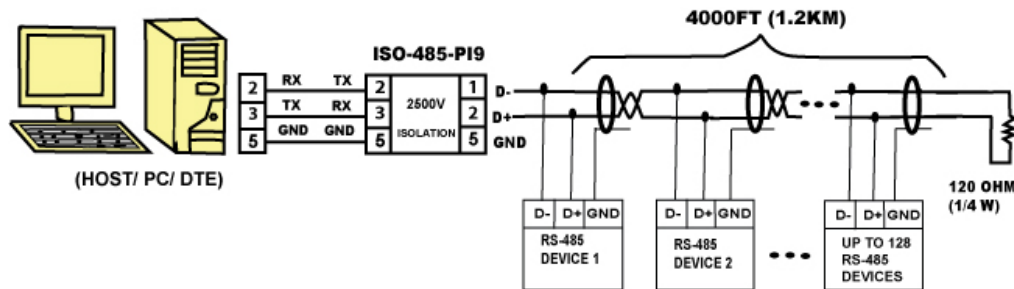 4000FT (1.2KM)
ISO-485-PI9
2 RX TX 2 2500V 1 D-
3 TX RX 3 ISOLATION 2 D+
5 GND GND 5 5 GND
(HOST/ PC/ DTE)
120 OHM
(1/4 W)
D- D+ GND
RS-485
DEVICE 1
D- D+ GND
RS-485
DEVICE 2
D- D+ GND
UP TO 128
RS-485
DEVICES